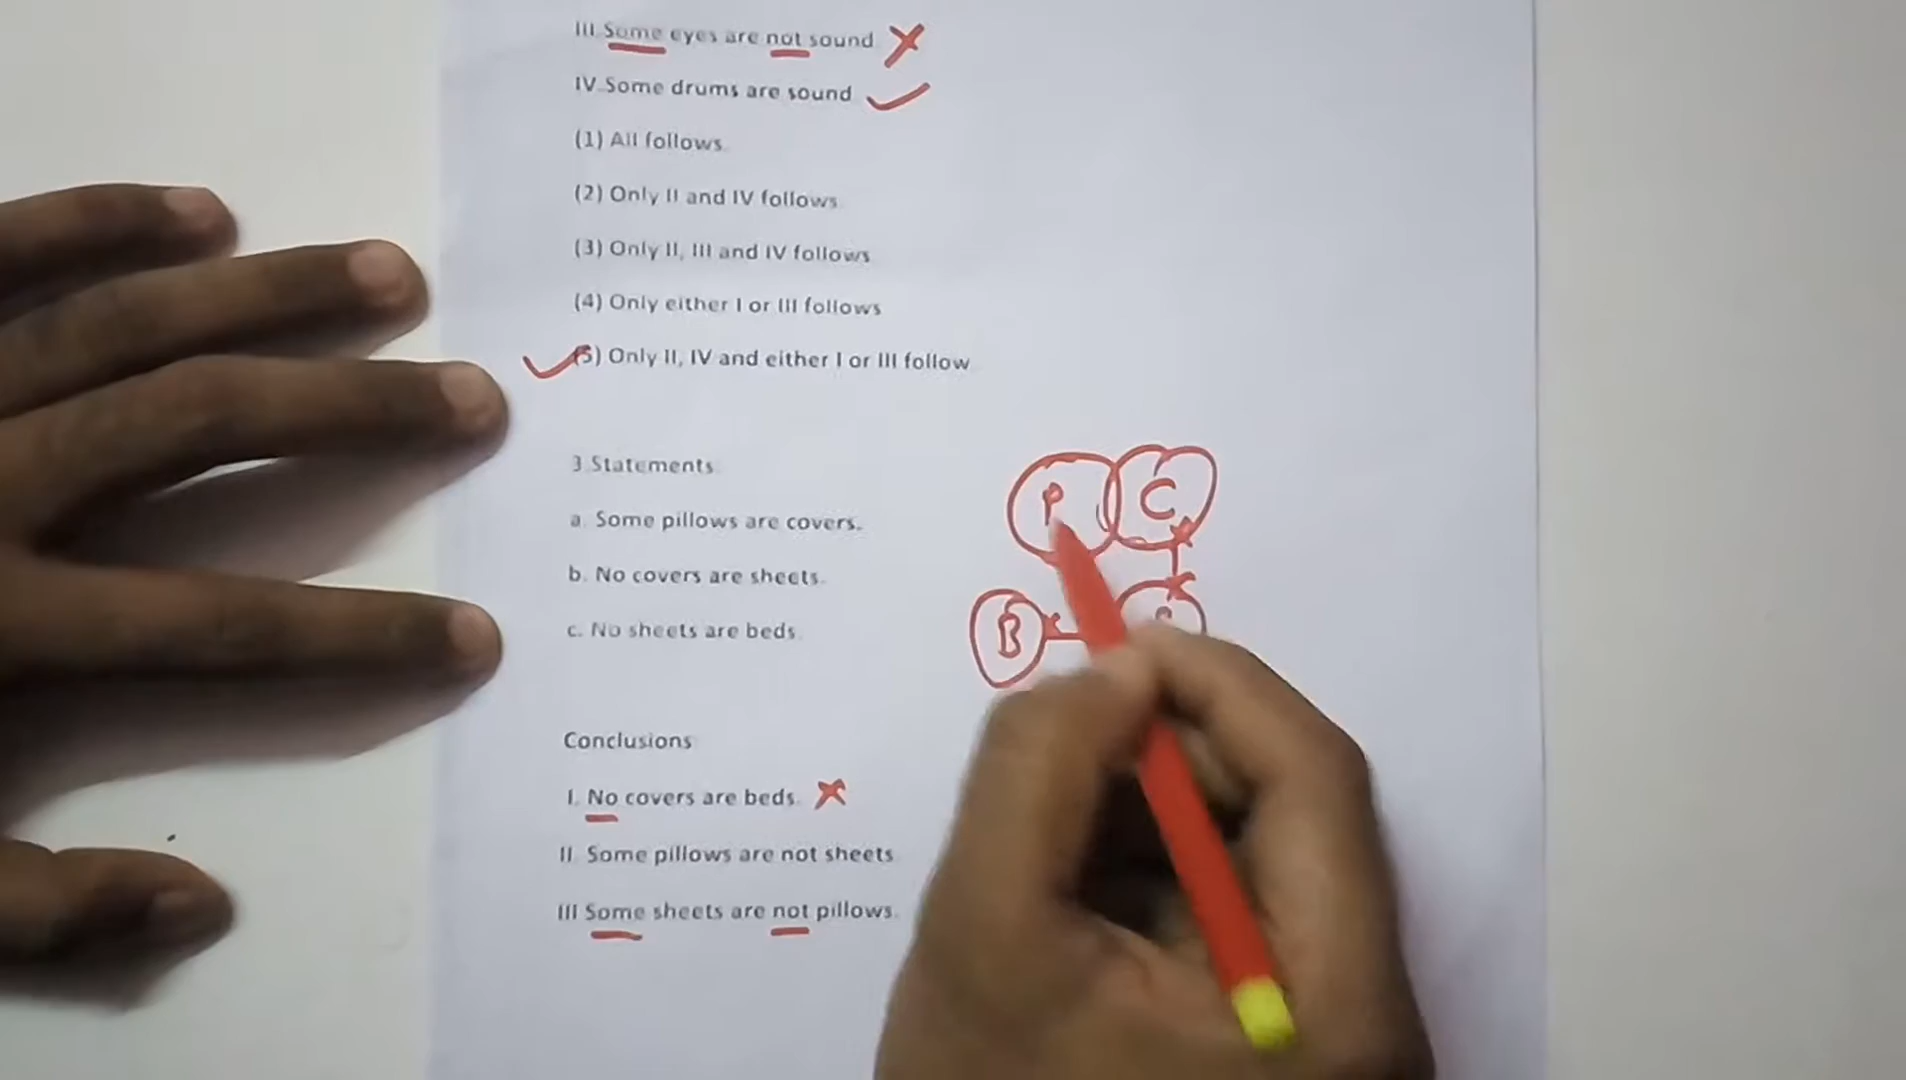 III. Some eyes are not sound
IV. Some drums are sound
(1) All follows.
(2) Only II and IV follows.
(3) Only II, III and IV follows
(4) Only either I or III follows
(5) Only II, IV and either I or III follow
3 Statements
P C
a. Some pillows are covers.
b. No covers are sheets.
c. No sheets are beds.
B
Conclusions
I. No covers are beds.
II. Some pillows are not sheets
III Some sheets are not pillows.